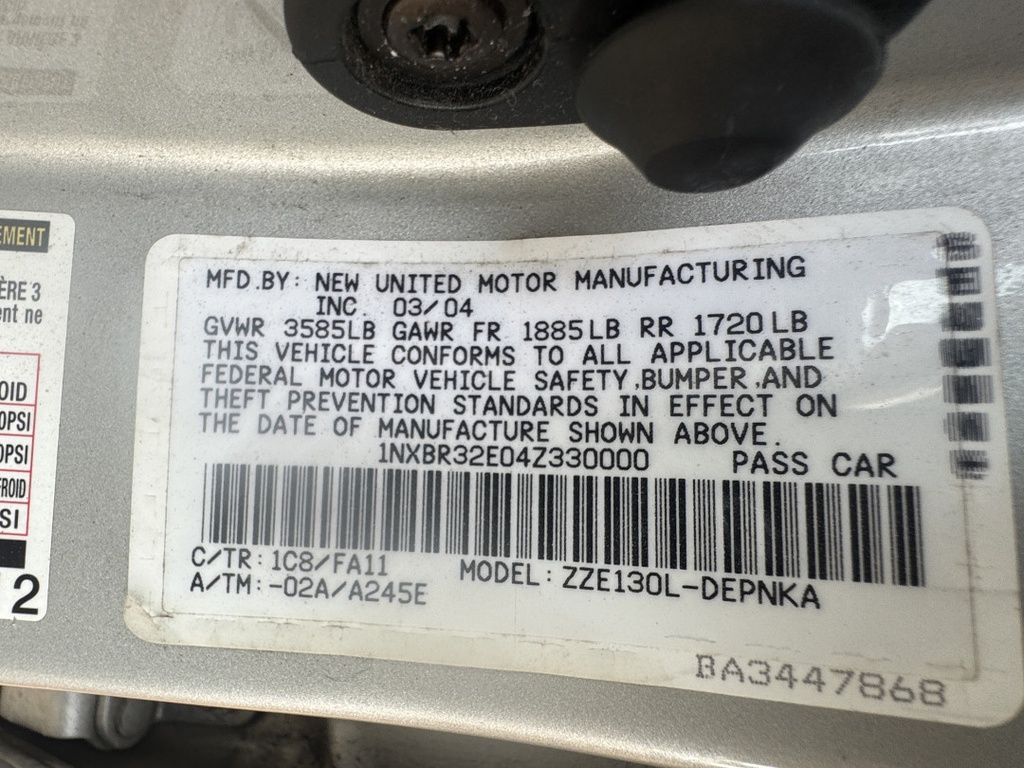 EMENT
ÈRE 3
ent ne
OID
0PSI
0PSI
FROID
SI
2
MFD.BY: NEW UNITED MOTOR MANUFACTURING
INC. 03/04
GVWR 3585LB GAWR FR 1885LB RR 1720LB
THIS VEHICLE CONFORMS TO ALL APPLICABLE
FEDERAL MOTOR VEHICLE SAFETY,BUMPER,AND
THEFT PREVENTION STANDARDS IN EFFECT ON
THE DATE OF MANUFACTURE SHOWN ABOVE.
1NXBR32E04Z330000 PASS CAR
C/TR: 1C8/FA11
A/TM:-02A/A245E
MODEL: ZZE130L-DEPNKA
BA3447868